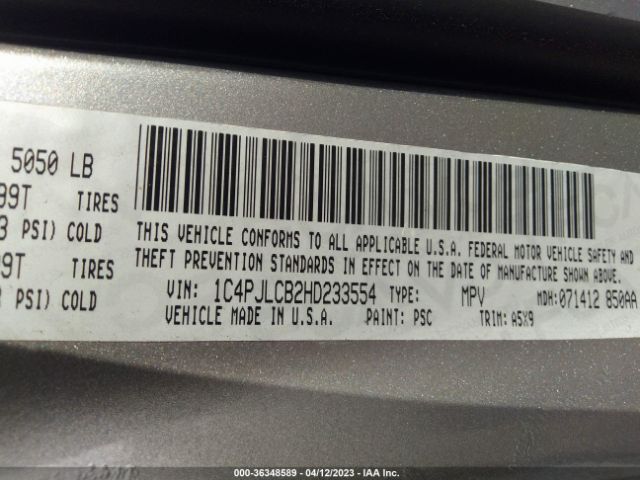 5050 LB
99T TIRES
3 PSI) COLD
9T TIRES
PSI) COLD
THIS VEHICLE CONFORMS TO ALL APPLICABLE U.S.A. FEDERAL MOTOR VEHICLE SAFETY AND
THEFT PREVENTION STANDARDS IN EFFECT ON THE DATE OF MANUFACTURE SHOWN ABOVE.
VIN: 1C4PJLCB2HD233554 TYPE: MPV MDH:071412 850AA
VEHICLE MADE IN U.S.A. PAINT: PSC TRIM: A5X9
000-36348589 - 04/12/2023 - IAA Inc.